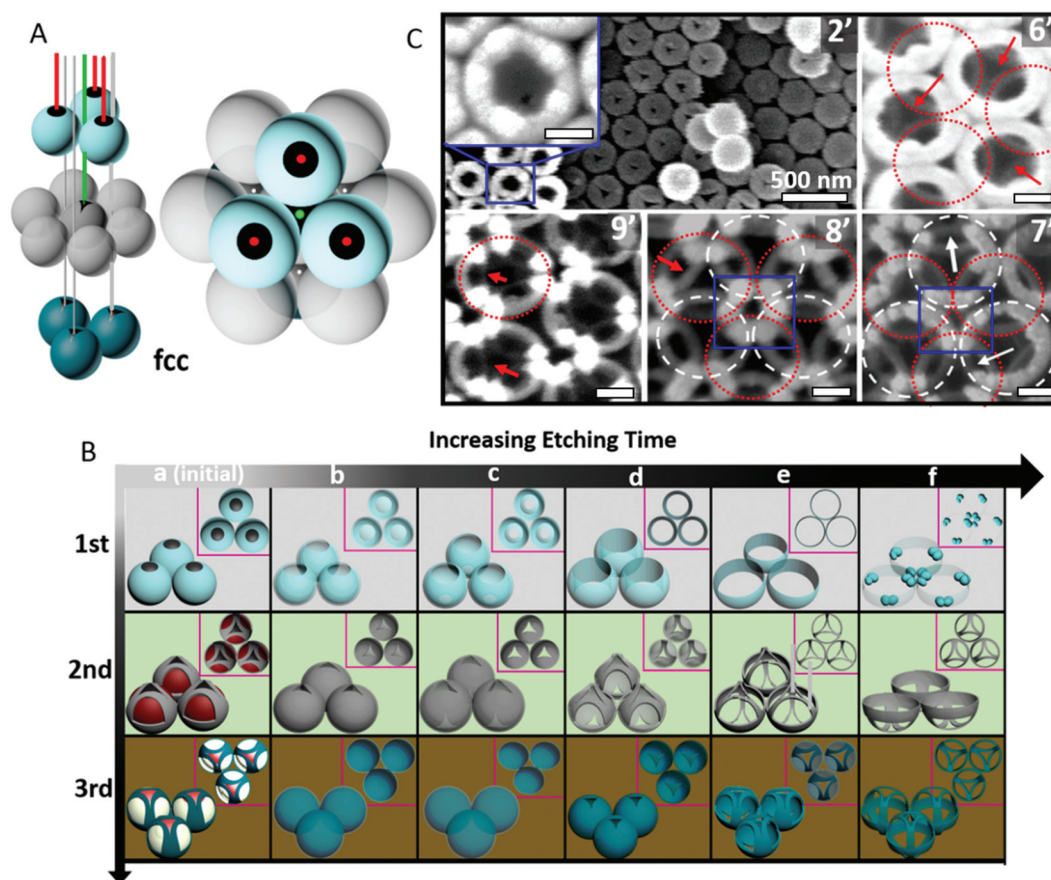 A
fcc
C
2'
500 nm
6'
9'
8'
7'
B
Increasing Etching Time
a (initial)
b
c
d
e
f
1st
2nd
3rd